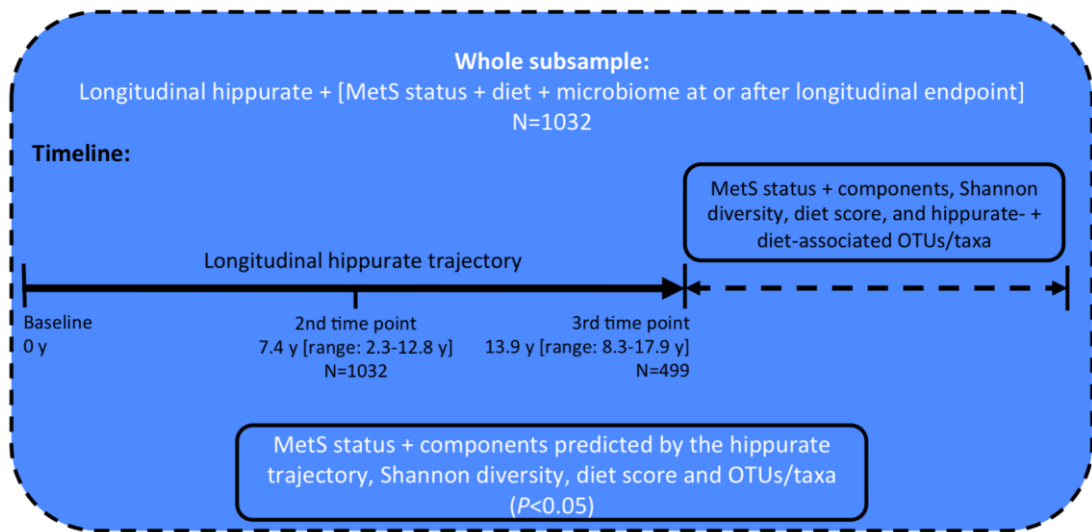 Whole subsample:
Longitudinal hippurate + [MetS status + diet + microbiome at or after longitudinal endpoint]
N=1032
Timeline:
MetS status + components, Shannon
diversity, diet score, and hippurate- +
diet-associated OTUs/taxa
Longitudinal hippurate trajectory
Baseline
0 y
2nd time point
7.4 y [range: 2.3-12.8 y]
N=1032
3rd time point
13.9 y [range: 8.3-17.9 y]
N=499
MetS status + components predicted by the hippurate
trajectory, Shannon diversity, diet score and OTUs/taxa
(P<0.05)